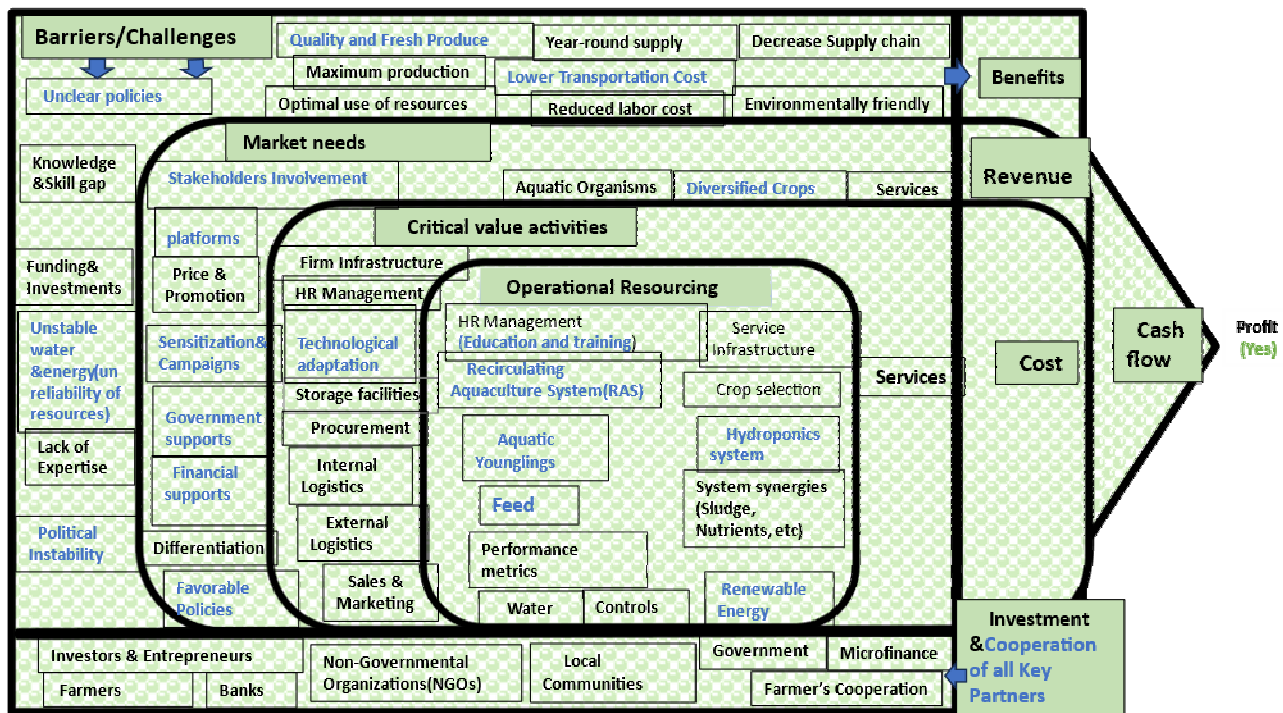 Barriers/Challenges
Quality and Fresh Produce
Year-round supply
Decrease Supply chain
Maximum production
Lower Transportation Cost
Benefits
Unclear policies
Optimal use of resources
Reduced labor cost
Environmentally friendly
Market needs
Knowledge
&Skill gap
Stakeholders Involvement
Aquatic Organisms
Diversified Crops
Services
Revenue
platforms
Critical value activities
Funding&
Investments
Price &
Promotion
Firm Infrastructure
HR Management
Operational Resourcing
Unstable
water
&energy(un
reliability of
resources)
Sensitization&
Campaigns
Technological
adaptation
HR Management
(Education and training)
Service
Infrastructure
Recirculating
Aquaculture System(RAS)
Crop selection
Services
Cost
Cash
flow
Profit
(Yes)
Storage facilities
Government
supports
Procurement
Aquatic
Younglings
Hydroponics
system
Lack of
Expertise
Financial
supports
Internal
Logistics
Feed
System synergies
(Sludge,
Nutrients, etc)
Political
Instability
Differentiation
External
Logistics
Performance
metrics
Favorable
Policies
Sales &
Marketing
Water
Controls
Renewable
Energy
Investment
&Cooperation
of all Key
Partners
Investors & Entrepreneurs
Farmers
Banks
Non-Governmental
Organizations(NGOs)
Local
Communities
Government
Microfinance
Farmer's Cooperation